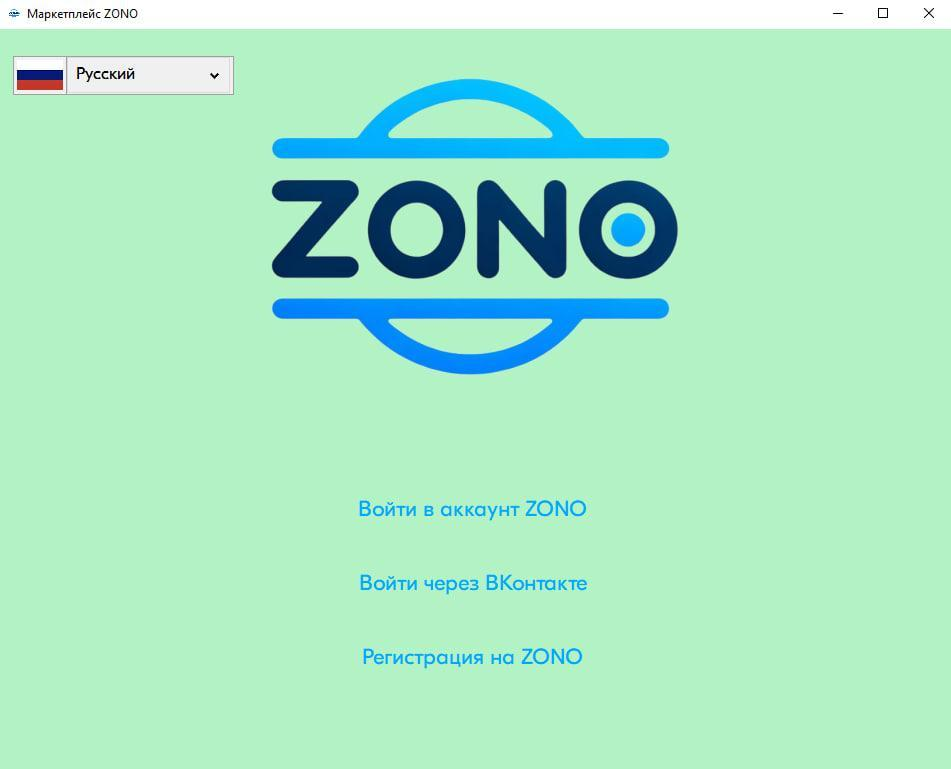 Маркетплейс ZONO
Русский
ZONO
Войти в аккаунт ZONO
Войти через ВКонтакте
Регистрация на ZONO